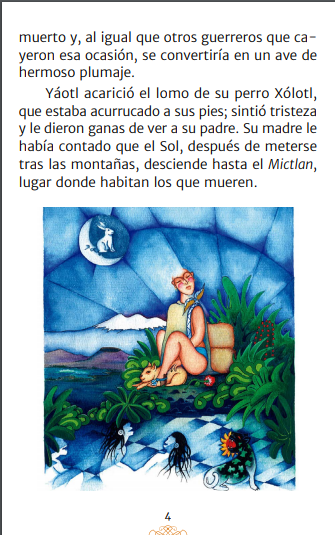 muerto y, al igual que otros guerreros que ca-
yeron esa ocasión, se convertiría en un ave de
hermoso plumaje.
Yáotl acarició el lomo de su perro Xólotl,
que estaba acurrucado a sus pies; sintió tristeza
y le dieron ganas de ver a su padre. Su madre le
había contado que el Sol, después de meterse
tras las montañas, desciende hasta el Mictlan,
lugar donde habitan los que mueren.
4